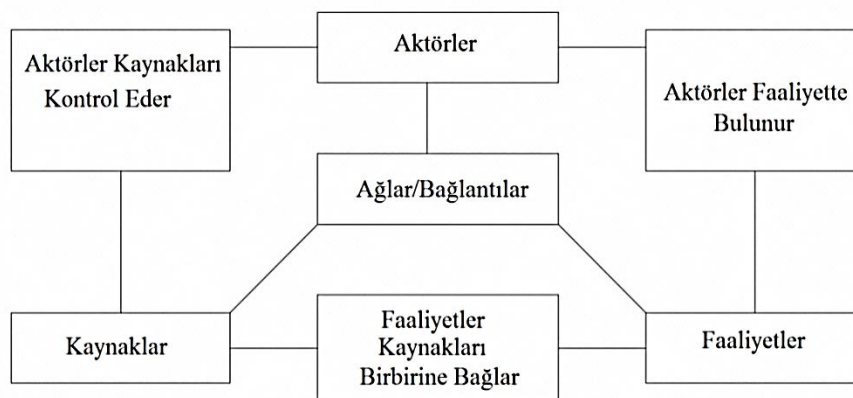 Aktörler
Aktörler Kaynakları
Kontrol Eder
Aktörler Faaliyette
Bulunur
Ağlar/Bağlantılar
Kaynaklar
Faaliyetler
Kaynakları
Birbirine Bağlar
Faaliyetler